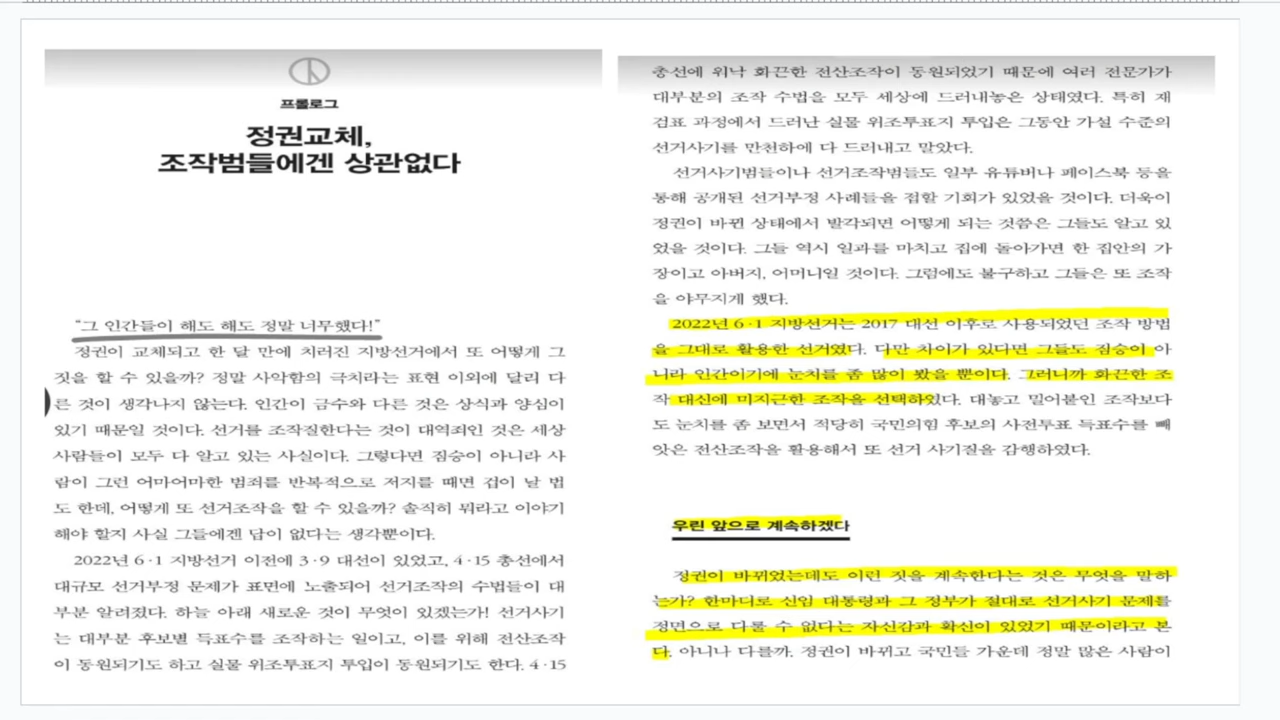 프롤로그
정권교체,
조작범들에겐 상관없다
“그 인간들이 해도 해도 정말 너무했다!”
정권이 교체되고 한 달 만에 치러진 지방선거에서 또 어떻게 그
짓을 할 수 있을까? 정말 사악함의 극치라는 표현 이외에 달리 다
른 것이 생각나지 않는다. 인간이 금수와 다른 것은 상식과 양심이
있기 때문일 것이다. 선거를 조작질한다는 것이 대역죄인 것은 세상
사람들이 모두 다 알고 있는 사실이다. 그렇다면 짐승이 아니라 사
람이 그런 어마어마한 범죄를 반복적으로 저지를 때면 겁이 날 법
도 한데, 어떻게 또 선거조작을 할 수 있을까? 솔직히 뭐라고 이야기
해야 할지 사실 그들에겐 답이 없다는 생각뿐이다.
2022년 6·1 지방선거 이전에 3·9 대선이 있었고, 4·15 총선에서
대규모 선거부정 문제가 표면에 노출되어 선거조작의 수법들이 대
부분 알려졌다. 하늘 아래 새로운 것이 무엇이 있겠는가! 선거사기
는 대부분 후보별 득표수를 조작하는 일이고, 이를 위해 전산조작
이 동원되기도 하고 실물 위조투표지 투입이 동원되기도 한다. 4·15
총선에 워낙 화끈한 전산조작이 동원되었기 때문에 여러 전문가가
대부분의 조작 수법을 모두 세상에 드러내놓은 상태였다. 특히 재
검표 과정에서 드러난 실물 위조투표지 투입은 그동안 가설 수준의
선거사기를 만천하에 다 드러내고 말았다.
선거사기범들이나 선거조작범들도 일부 유튜버나 페이스북 등을
통해 공개된 선거부정 사례들을 접할 기회가 있었을 것이다. 더욱이
정권이 바뀐 상태에서 발각되면 어떻게 되는 것쯤은 그들도 알고 있
었을 것이다. 그들 역시 일과를 마치고 집에 돌아가면 한 집안의 가
장이고 아버지, 어머니일 것이다. 그럼에도 불구하고 그들은 또 조작
을 야무지게 했다.
2022년 6·1 지방선거는 2017 대선 이후로 사용되었던 조작 방법
을 그대로 활용한 선거였다. 다만 차이가 있다면 그들도 짐승이 아
니라 인간이기에 눈치를 좀 많이 봤을 뿐이다. 그러니까 화끈한 조
작 대신에 미지근한 조작을 선택하였다. 대놓고 밀어붙인 조작보다
도 눈치를 좀 보면서 적당히 국민의힘 후보의 사전투표 득표수를 빼
앗은 전산조작을 활용해서 또 선거 사기질을 감행하였다.
우린 앞으로 계속하겠다
정권이 바뀌었는데도 이런 짓을 계속한다는 것은 무엇을 말하
는가? 한마디로 신임 대통령과 그 정부가 절대로 선거사기 문제를
정면으로 다룰 수 없다는 자신감과 확신이 있었기 때문이라고 본
다. 아니나 다를까. 정권이 바뀌고 국민들 가운데 정말 많은 사람이